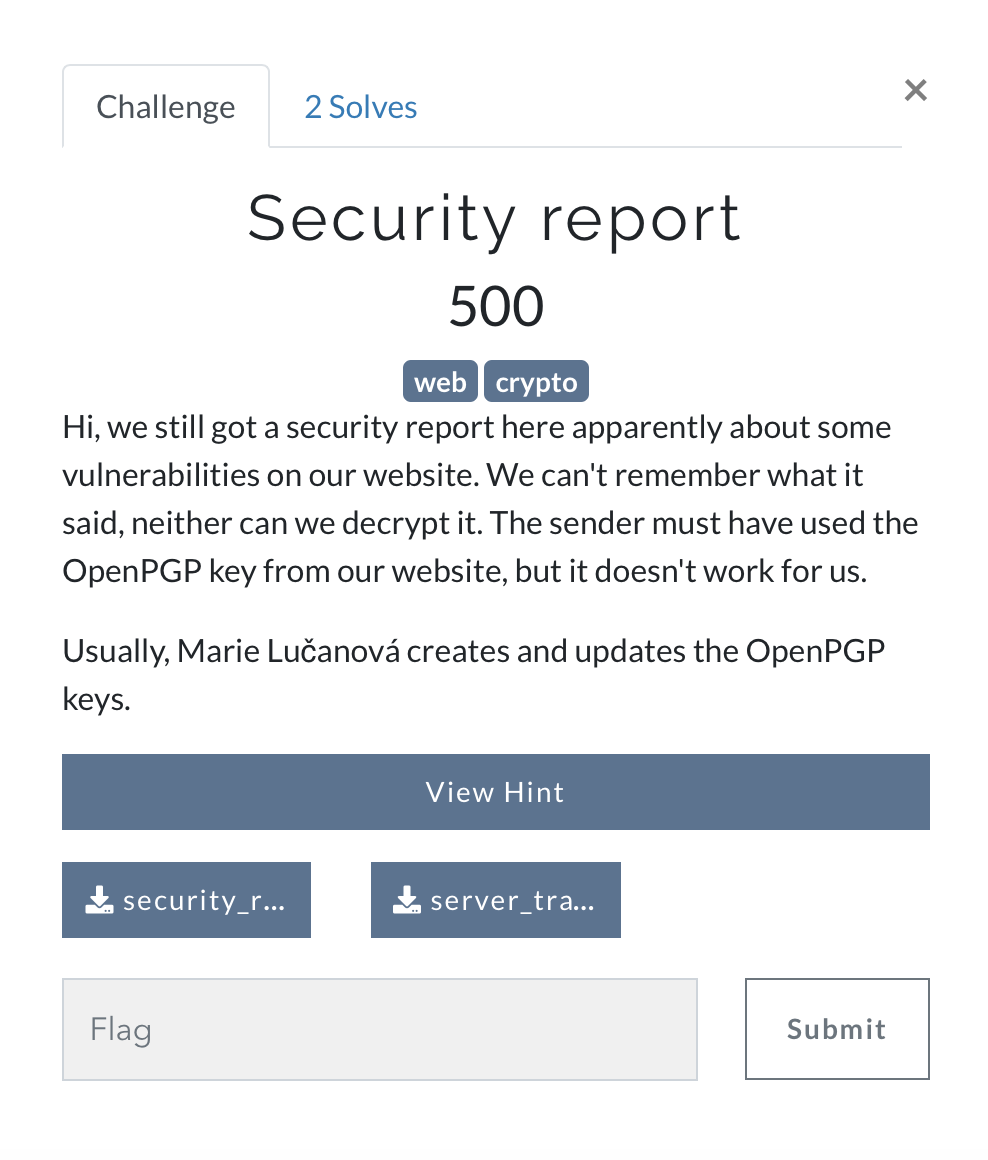 Challenge
2 Solves
×
Security report
500
web crypto
Hi, we still got a security report here apparently about some
vulnerabilities on our website. We can't remember what it
said, neither can we decrypt it. The sender must have used the
OpenPGP key from our website, but it doesn't work for us.
Usually, Marie Lučanová creates and updates the OpenPGP
keys.
View Hint
security_r...
server_tra...
Flag
Submit